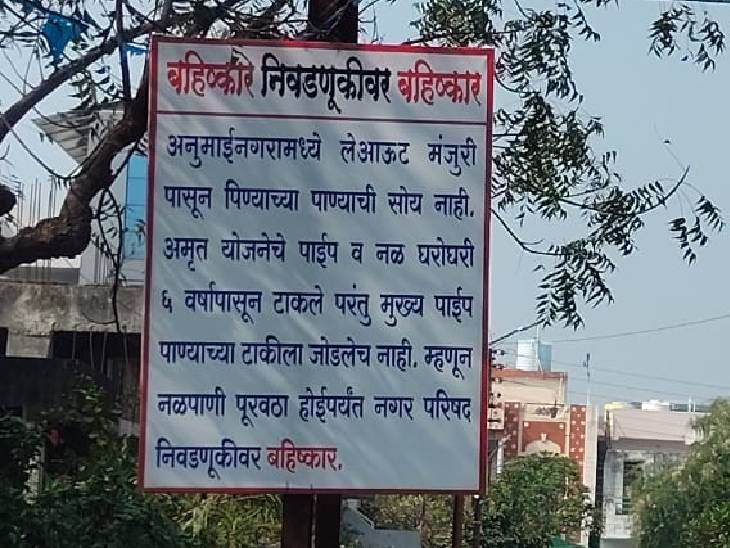 बहिष्कार निवडणूकीवर बहिष्कार
अनुमाईनगरामध्ये लेआऊट मंजुरी
पासून पिण्याच्या पाण्याची सोय नाही.
अमृत योजनेचे पाईप व नळ घरोघरी
६ वर्षापासून टाकले परंतु मुख्य पाईप
पाण्याच्या टाकीला जोडलेच नाही. म्हणून
नळपाणी पूरवठा होईपर्यंत नगर परिषद
निवडणूकीवर बहिष्कार.